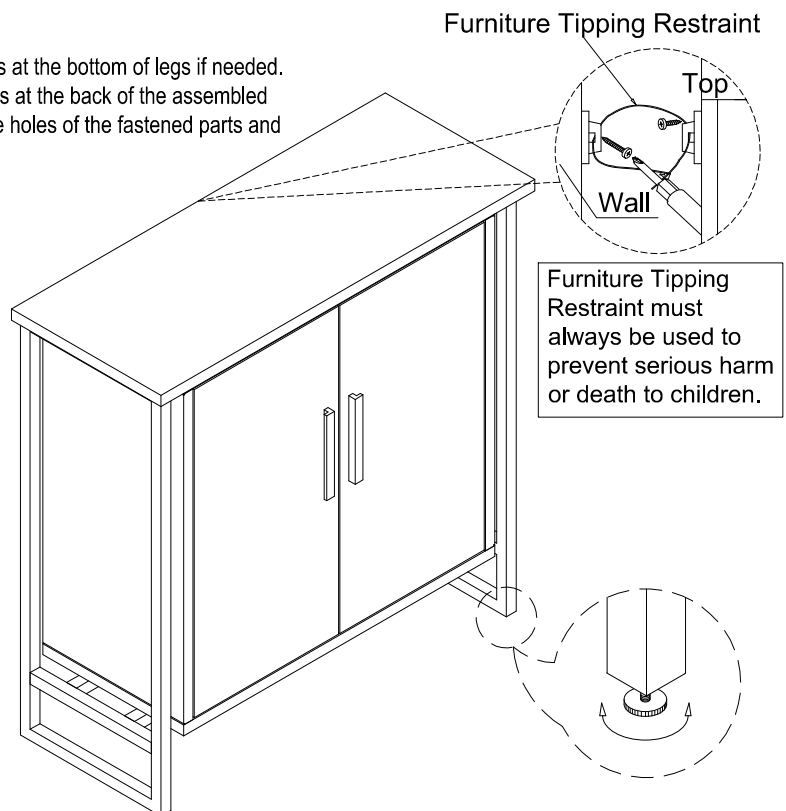 Furniture Tipping Restraint
s at the bottom of legs if needed.
s at the back of the assembled
e holes of the fastened parts and
Top
Wall
Furniture Tipping
Restraint must
always be used to
prevent serious harm
or death to children.